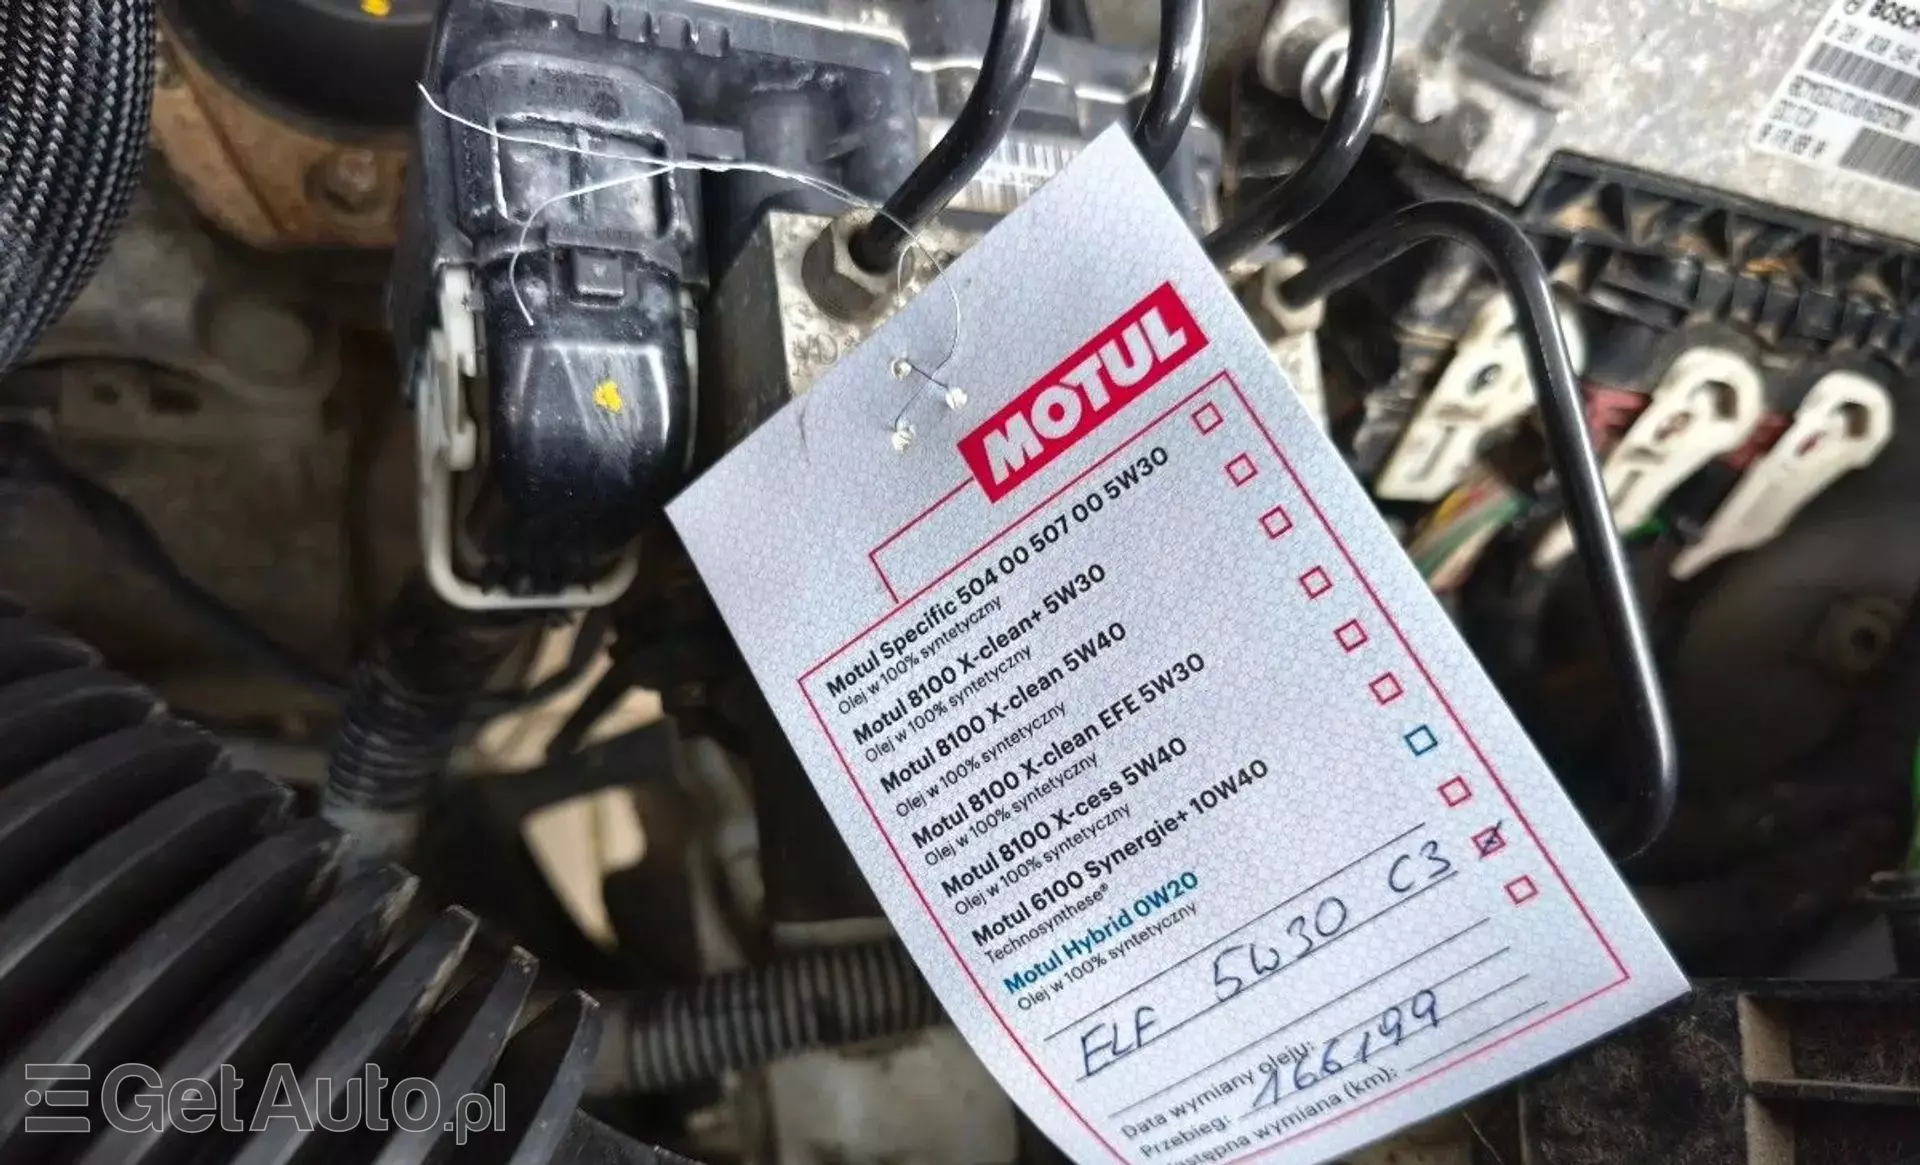 BOSCH
MOTUL
Motul Specific 504 00 507 00 5W30
Olej w 100% syntetyczny
Motul 8100 X-clean+ 5W30
Olej w 100% syntetyczny
Motul 8100 X-clean 5W40
Olej w 100% syntetyczny
Motul 8100 X-clean EFE 5W30
Olej w 100% syntetyczny
Motul 8100 X-cess 5W40
Olej w 100% syntetyczny
Motul 6100 Synergie+ 10W40
Technosynthese®
Motul Hybrid 0W20
Olej w 100% syntetyczny
ELF 5W30 C3
Data wymiany oleju:
Przebieg: 166199
wymiana (km):
GetAuto.pl